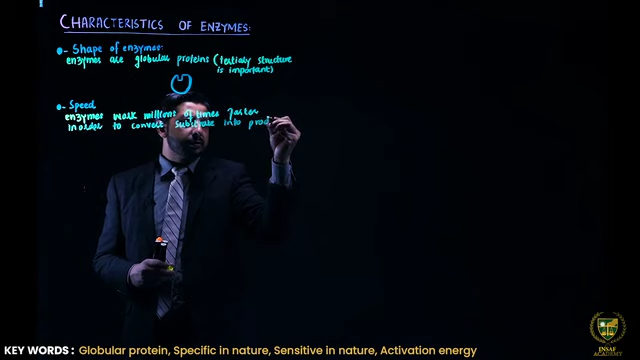 CHARACTERISTICS OF ENZYMES:
- Shape of enzymes:
enzymes are globular proteins (tertiary structure
is important)
- Speed
enzymes work millions of times faster
in order to convert substrate into prod
KEY WORDS: Globular protein, Specific in nature, Sensitive in nature, Activation energy
INSAF
ACADEMY